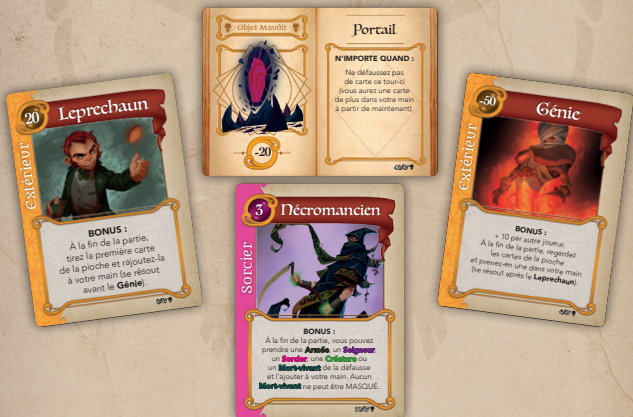 Objet Maudit
-20
Portail
N'IMPORTE QUAND :
Ne défaussez pas
de carte ce tour-ci
(vous aurez une carte
de plus dans votre main
à partir de maintenant).
20
Leprechaun
Extérieur
BONUS :
À la fin de la partie,
tirez la première carte
de la pioche et rajoutez-la
à votre main (se résout
avant le Génie).
3
Nécromancien
Sorcier
BONUS :
À la fin de la partie, vous pouvez
prendre une Armée, un Seigneur,
un Sorcier, une Créature ou
un Mort-vivant de la défausse
et l'ajouter à votre main. Aucun
Mort-vivant ne peut être MASQUÉ.
-50
Génie
Extérieur
BONUS :
+ 10 par autre joueur.
À la fin de la partie, regardez
les cartes de la pioche
et prenez-en une dans votre main
(se résout après le Leprechaun).